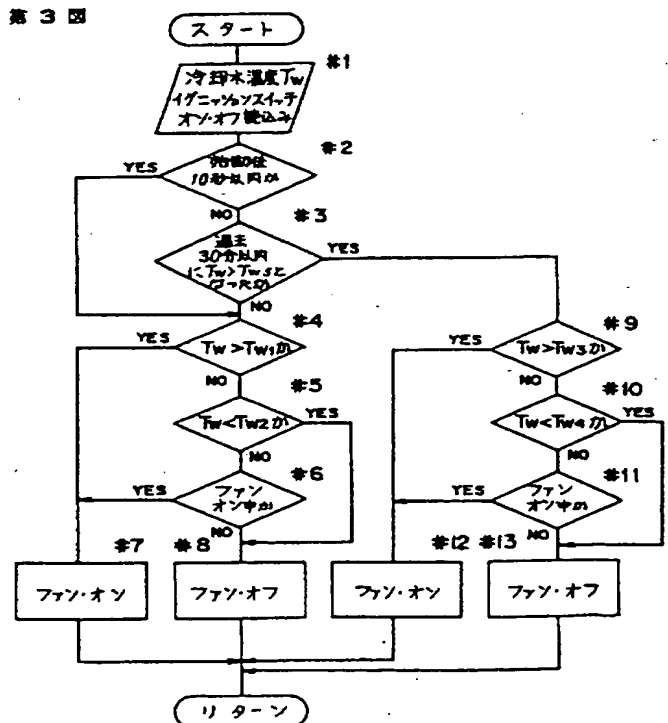 第3図
スタート
#1
冷却水温度Tw
イグニッションスイッチ
オン・オフ読込み
#2
始動後
10秒以内か
YES
NO
#3
過去
30分以内
にTw>Tw5と
なったか
YES
NO
#4
Tw>Tw1か
YES
NO
#5
Tw<Tw2か
YES
NO
#6
ファン
オン中か
YES
NO
#7
ファン・オン
#8
ファン・オフ
#9
Tw>Tw3か
YES
NO
#10
Tw<Tw4か
YES
NO
#11
ファン
オン中か
YES
NO
#12
ファン・オン
#13
ファン・オフ
リターン